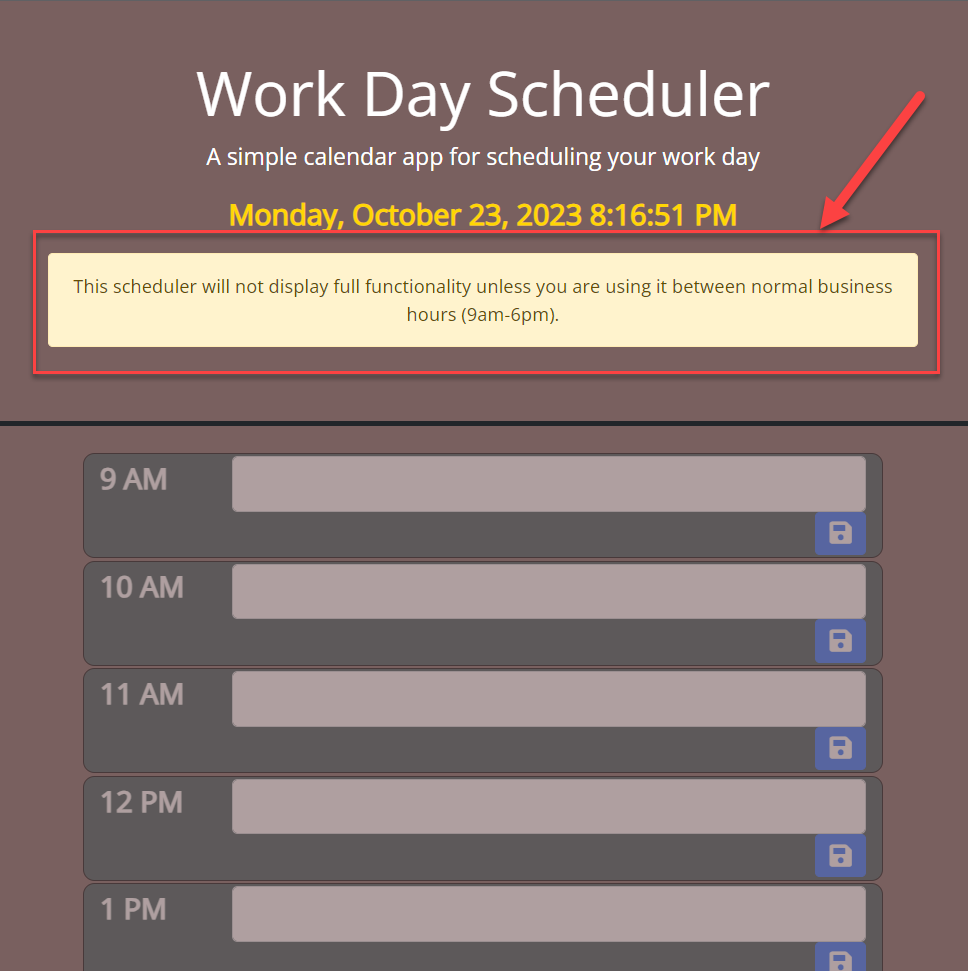 Work Day Scheduler
A simple calendar app for scheduling your work day
Monday, October 23, 2023 8:16:51 PM
This scheduler will not display full functionality unless you are using it between normal business
hours (9am-6pm).
9 AM
10 AM
11 AM
12 PM
1 PM